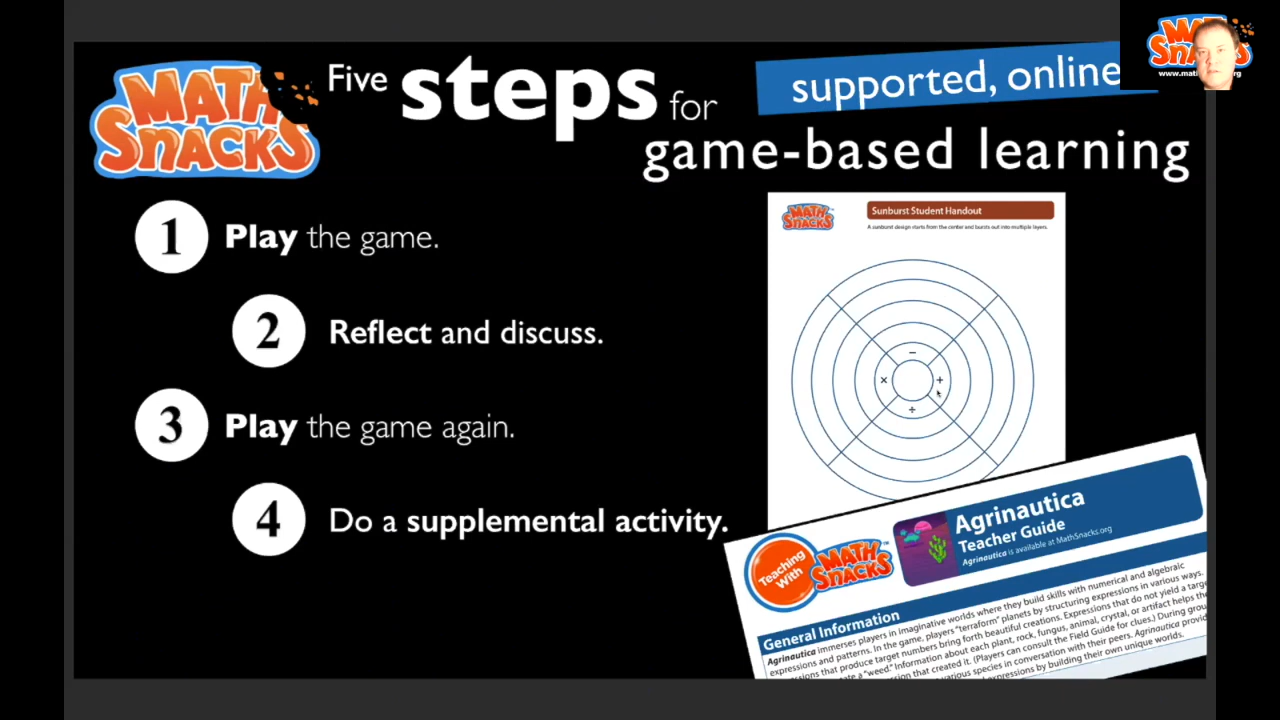 MATH
SNACKS
Five steps for
supported, online
game-based learning
MATH
SNACKS
1 Play the game.
2 Reflect and discuss.
3 Play the game again.
4 Do a supplemental activity.
MATH
SNACKS
Sunburst Student Handout
A sunburst design starts from the center and bursts out into multiple layers.
−
× +
÷
Teaching
With
MATH
SNACKS
Agrinautica
Teacher Guide
Agrinautica is available at MathSnacks.org
General Information
Agrinautica immerses players in imaginative worlds where they build skills with numerical and algebraic
expressions and patterns. In the game, players "terraform" planets by structuring expressions in various ways.
that produce target numbers bring forth beautiful creations. Expressions that do not yield a
a "weed." Information about each plant, rock, fungus, animal, crystal, or artifact helps
that created it. (Players can consult the Field Guide for clues.) During
various species in conversation with their peers. Agrinautica
by building their own unique worlds.